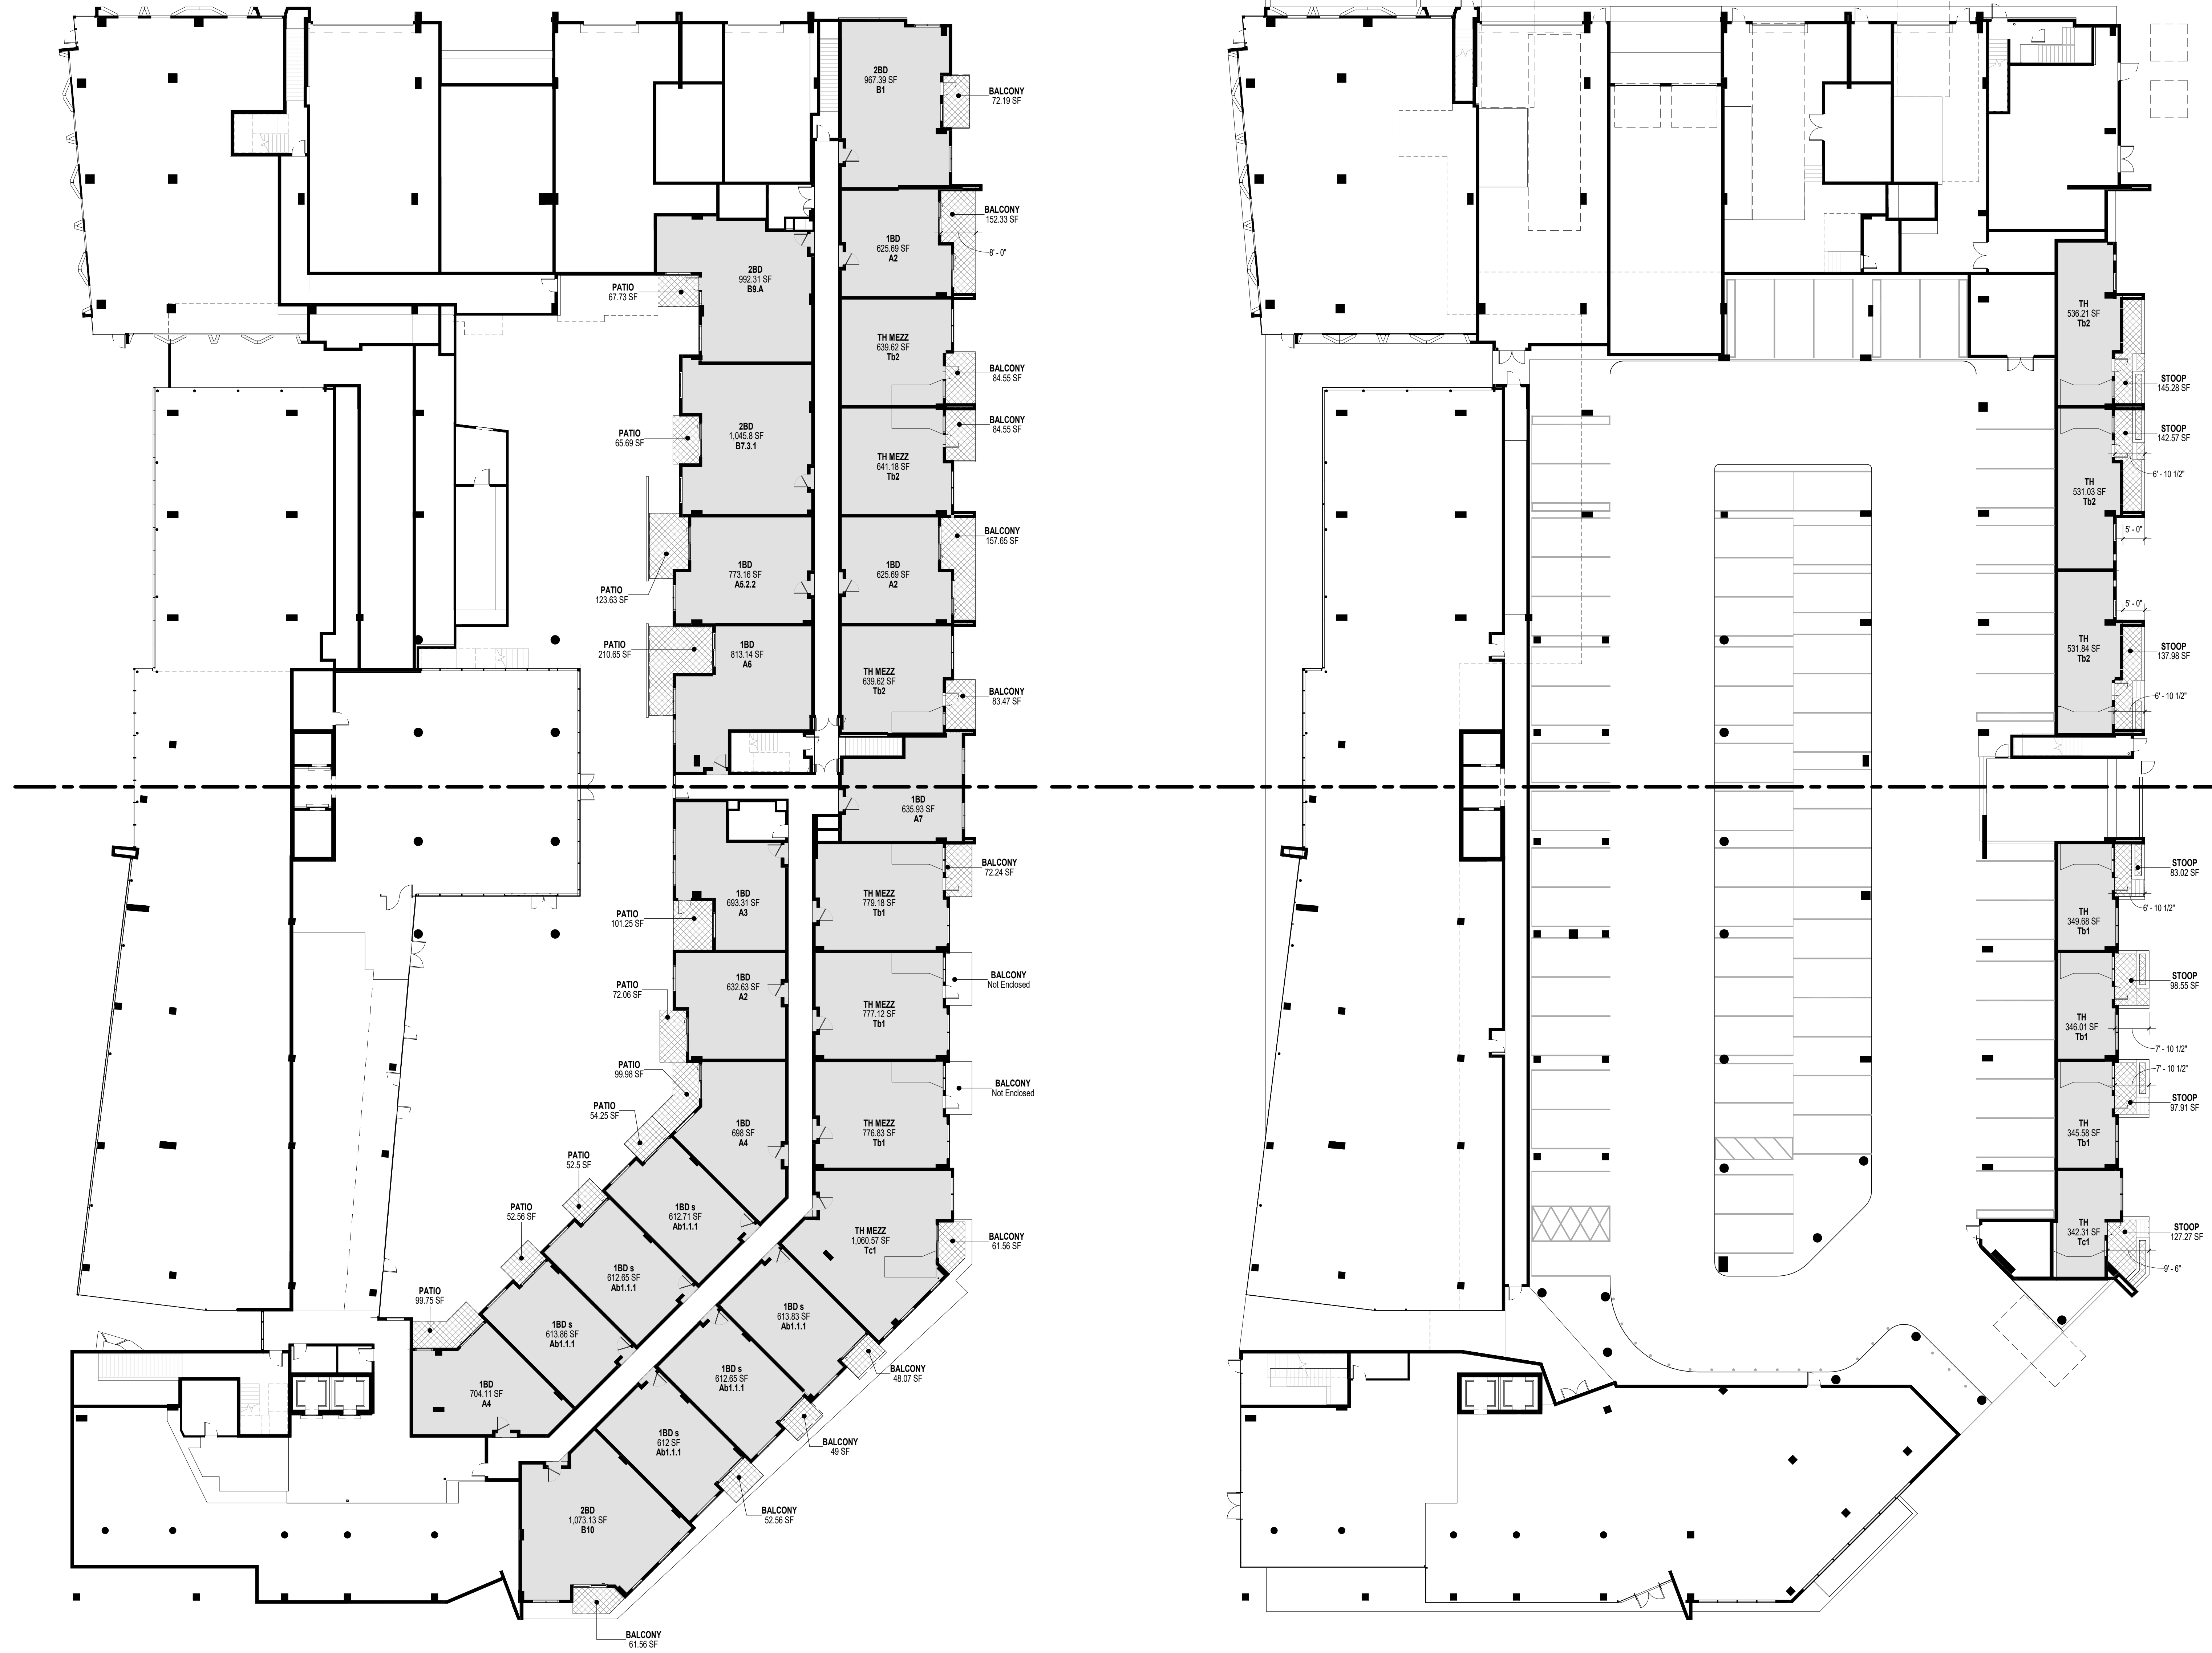 2BD
967.39 SF
B1
BALCONY
72.19 SF
BALCONY
152.33 SF
8' - 0"
1BD
625.69 SF
A2
2BD
992.31 SF
B9.A
PATIO
67.73 SF
TH MEZZ
639.62 SF
Tb2
BALCONY
84.55 SF
2BD
1,045.8 SF
B7.3.1
PATIO
65.69 SF
TH MEZZ
641.18 SF
Tb2
BALCONY
84.55 SF
1BD
773.16 SF
A5.2.2
PATIO
123.63 SF
1BD
625.69 SF
A2
BALCONY
157.65 SF
PATIO
210.65 SF
1BD
813.14 SF
A6
TH MEZZ
639.62 SF
Tb2
BALCONY
83.47 SF
1BD
635.93 SF
A7
TH MEZZ
779.18 SF
Tb1
BALCONY
72.24 SF
1BD
693.31 SF
A3
PATIO
101.25 SF
1BD
632.63 SF
A2
PATIO
72.06 SF
TH MEZZ
777.12 SF
Tb1
BALCONY
Not Enclosed
PATIO
99.98 SF
PATIO
54.25 SF
1BD
698 SF
A4
TH MEZZ
776.83 SF
Tb1
BALCONY
Not Enclosed
PATIO
52.5 SF
1BD s
612.71 SF
Ab1.1.1
PATIO
52.56 SF
1BD s
612.65 SF
Ab1.1.1
TH MEZZ
1,060.57 SF
Tc1
BALCONY
61.56 SF
PATIO
99.75 SF
1BD s
613.86 SF
Ab1.1.1
1BD s
613.83 SF
Ab1.1.1
BALCONY
48.07 SF
1BD
704.11 SF
A4
1BD s
612.65 SF
Ab1.1.1
BALCONY
49 SF
1BD s
612 SF
Ab1.1.1
BALCONY
52.56 SF
2BD
1,073.13 SF
B10
BALCONY
61.56 SF
TH
536.21 SF
Tb2
STOOP
145.28 SF
STOOP
142.57 SF
6' - 10 1/2"
TH
531.03 SF
Tb2
5' - 0"
5' - 0"
TH
531.84 SF
Tb2
STOOP
137.98 SF
6' - 10 1/2"
STOOP
83.02 SF
6' - 10 1/2"
TH
349.68 SF
Tb1
STOOP
98.55 SF
TH
346.01 SF
Tb1
7' - 10 1/2"
7' - 10 1/2"
STOOP
97.91 SF
TH
345.58 SF
Tb1
TH
342.31 SF
Tc1
STOOP
127.27 SF
9' - 6"